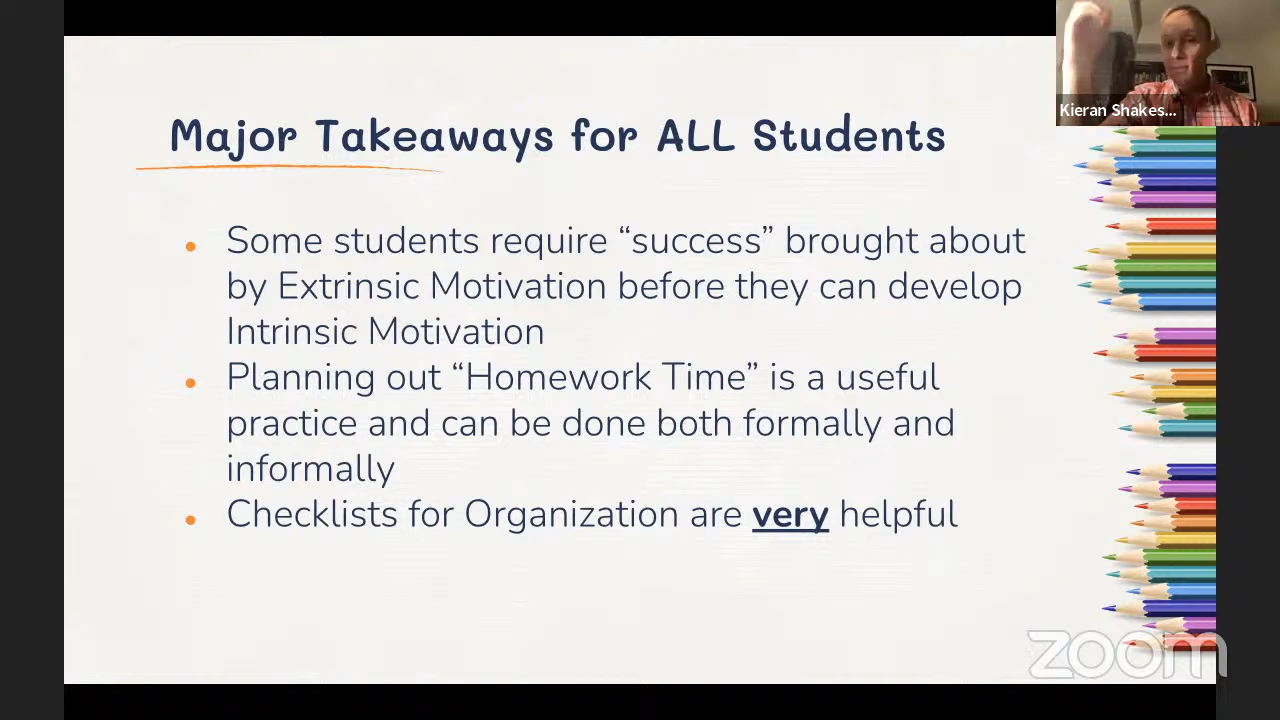 Kieran Shakes...
Major Takeaways for ALL Students
• Some students require “success” brought about
by Extrinsic Motivation before they can develop
Intrinsic Motivation
• Planning out “Homework Time” is a useful
practice and can be done both formally and
informally
• Checklists for Organization are very helpful
zoom